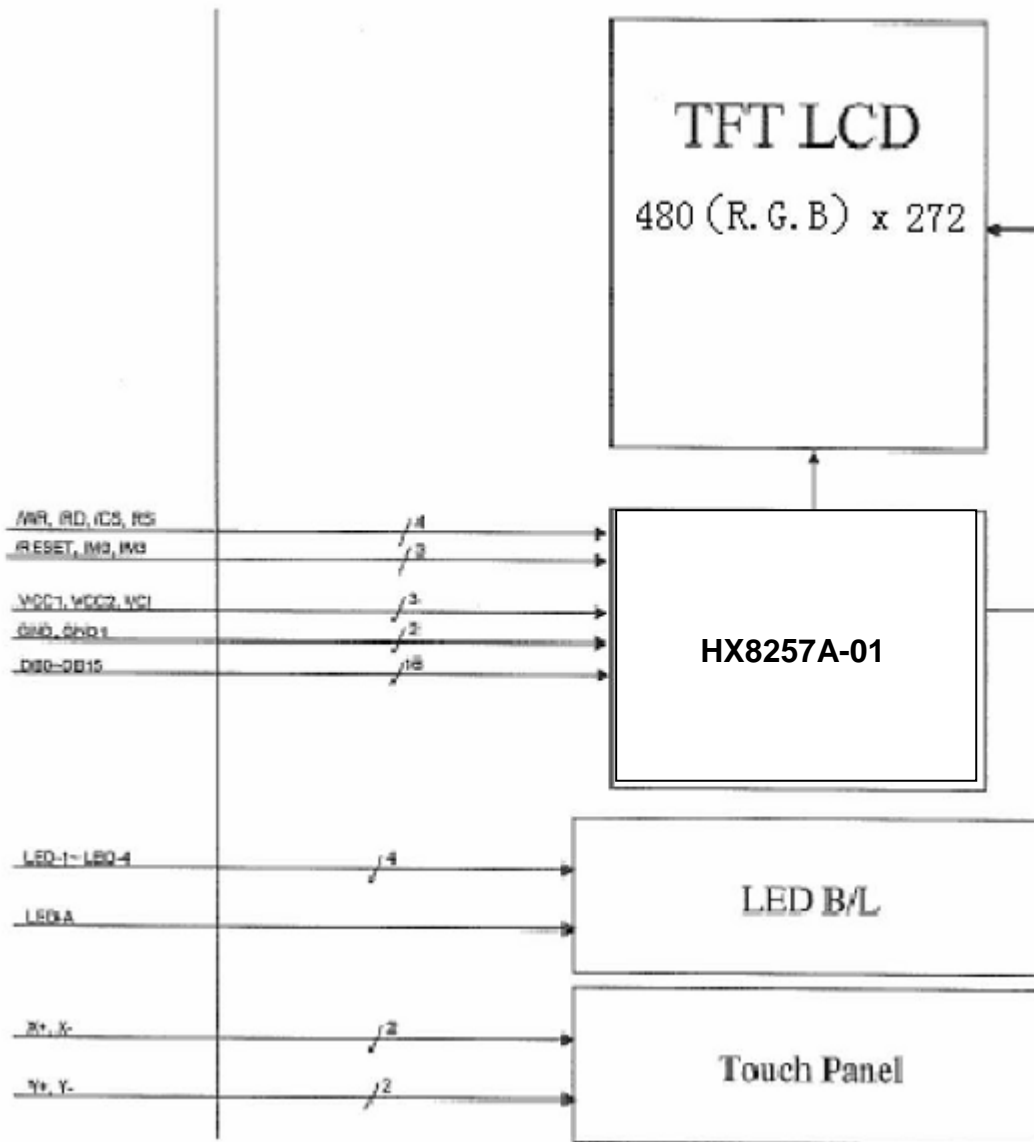 TFT LCD
480 (R.G.B) x 272
/WR, /RD, /CS, RS 4
/RESET, IM0, IM3 3
VCC1, VCC2, VCI 3
GND, GND1 2
DB0~DB15 16
HX8257A-01
LED-1~LED-4 4
LED B/L
LED-A
X+, X- 2
Touch Panel
Y+, Y- 2